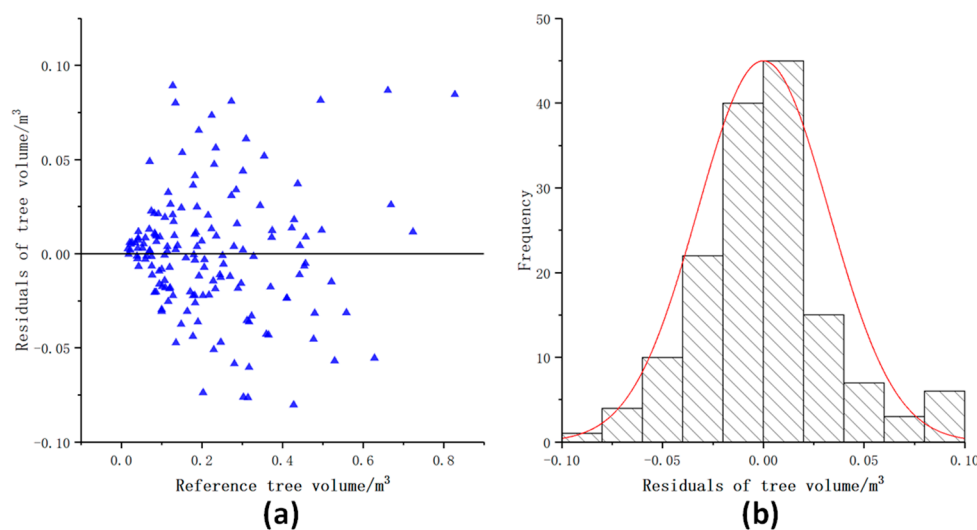 0.10
0.05
0.00
-0.05
-0.10
Residuals of tree volume/m³
0.0 0.2 0.4 0.6 0.8
Reference tree volume/m³
(a)
50
40
30
20
10
0
Frequency
-0.10 -0.05 0.00 0.05 0.10
Residuals of tree volume/m³
(b)